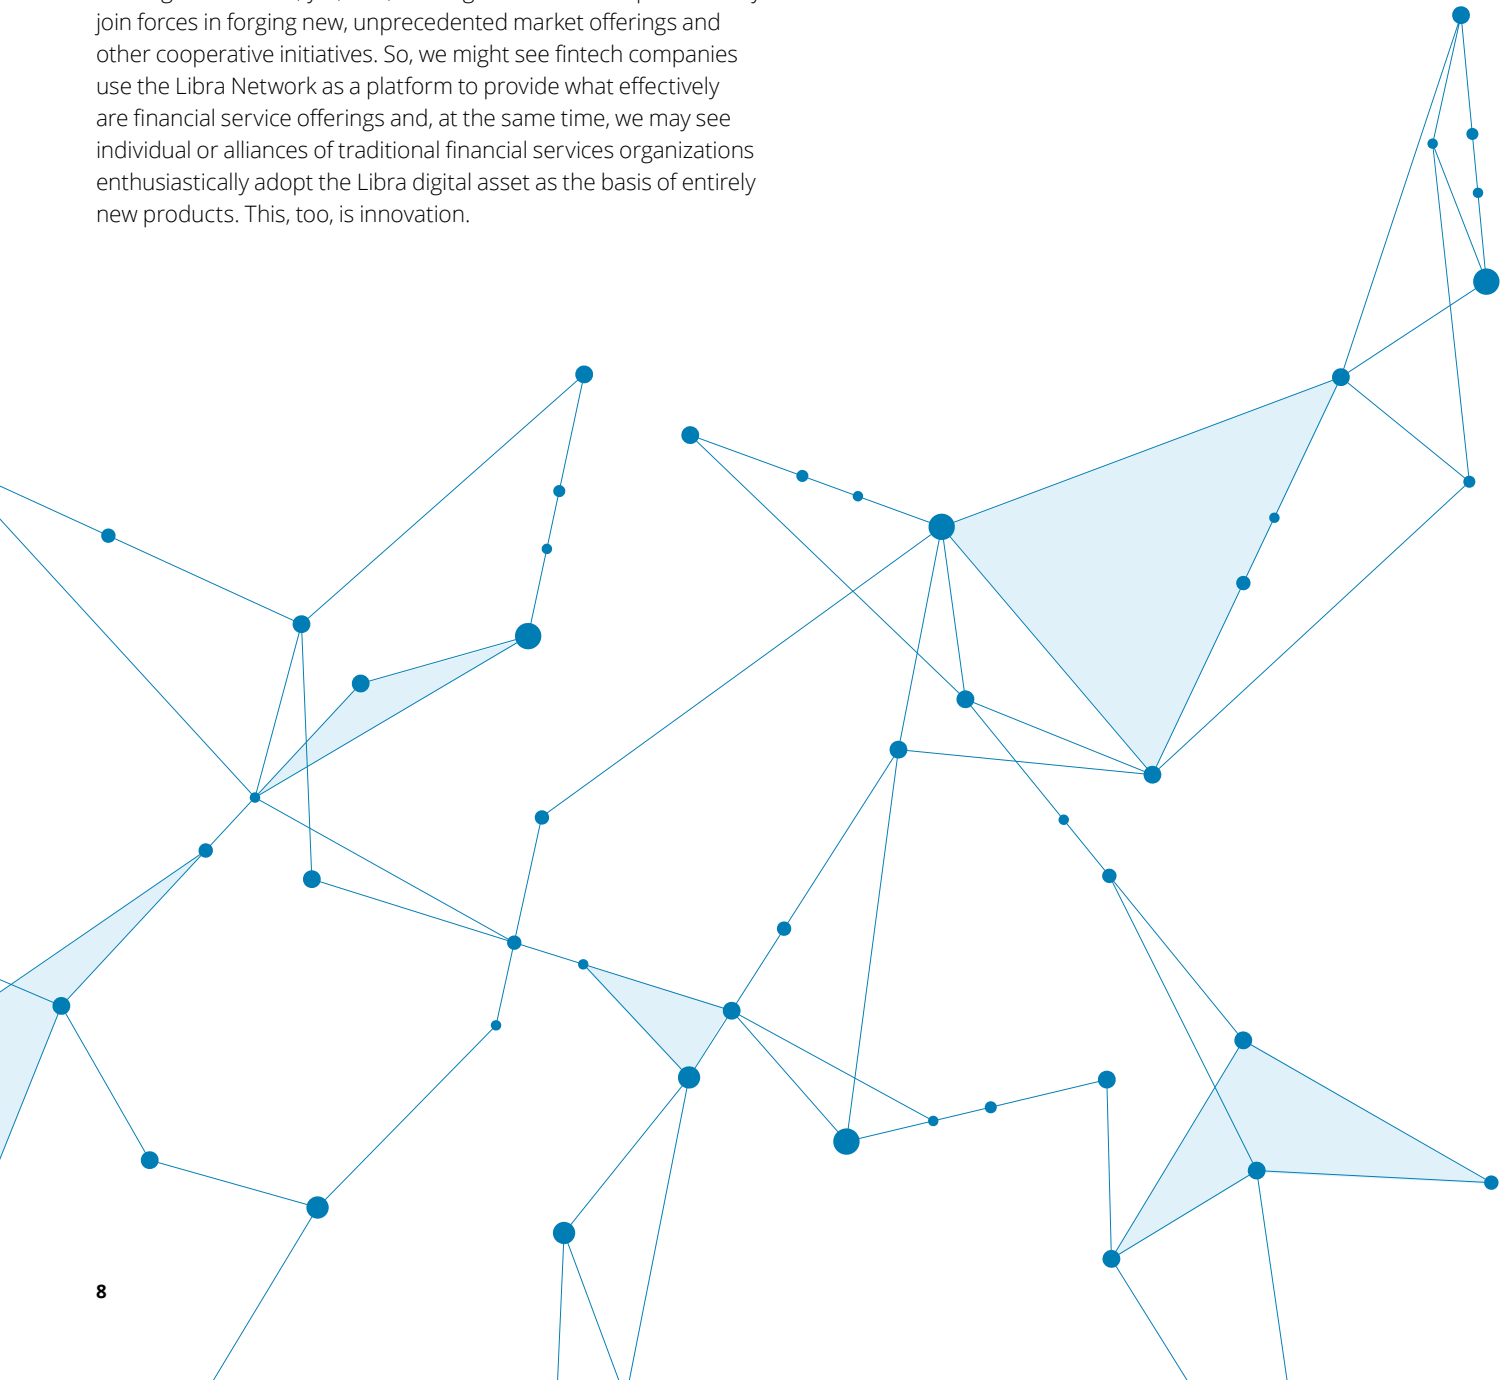 join forces in forging new, unprecedented market offerings and
other cooperative initiatives. So, we might see fintech companies
use the Libra Network as a platform to provide what effectively
are financial service offerings and, at the same time, we may see
individual or alliances of traditional financial services organizations
enthusiastically adopt the Libra digital asset as the basis of entirely
new products. This, too, is innovation.
8